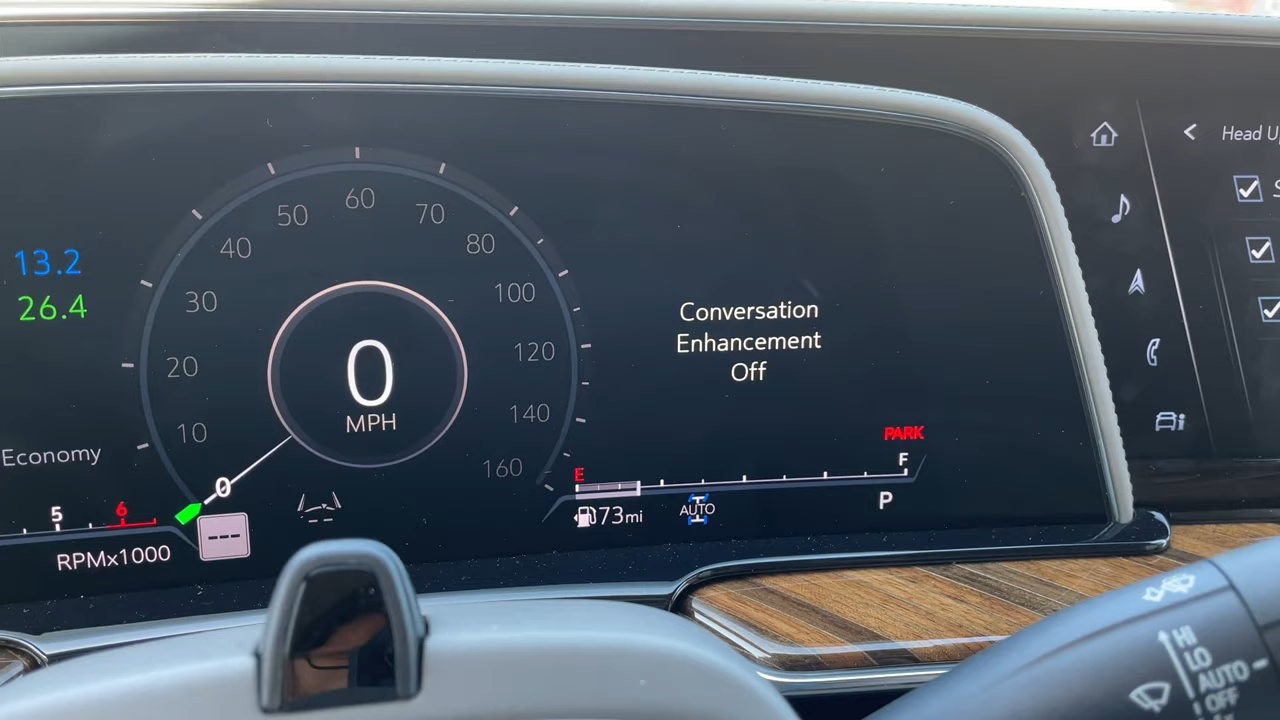 13.2
26.4
Economy
5
6
RPMx1000
0
10
20
30
40
50
60
70
80
100
120
140
160
0
MPH
---
Conversation
Enhancement
Off
PARK
E
F
73mi
AUTO
P
Head U
HI
LO
AUTO
OFF